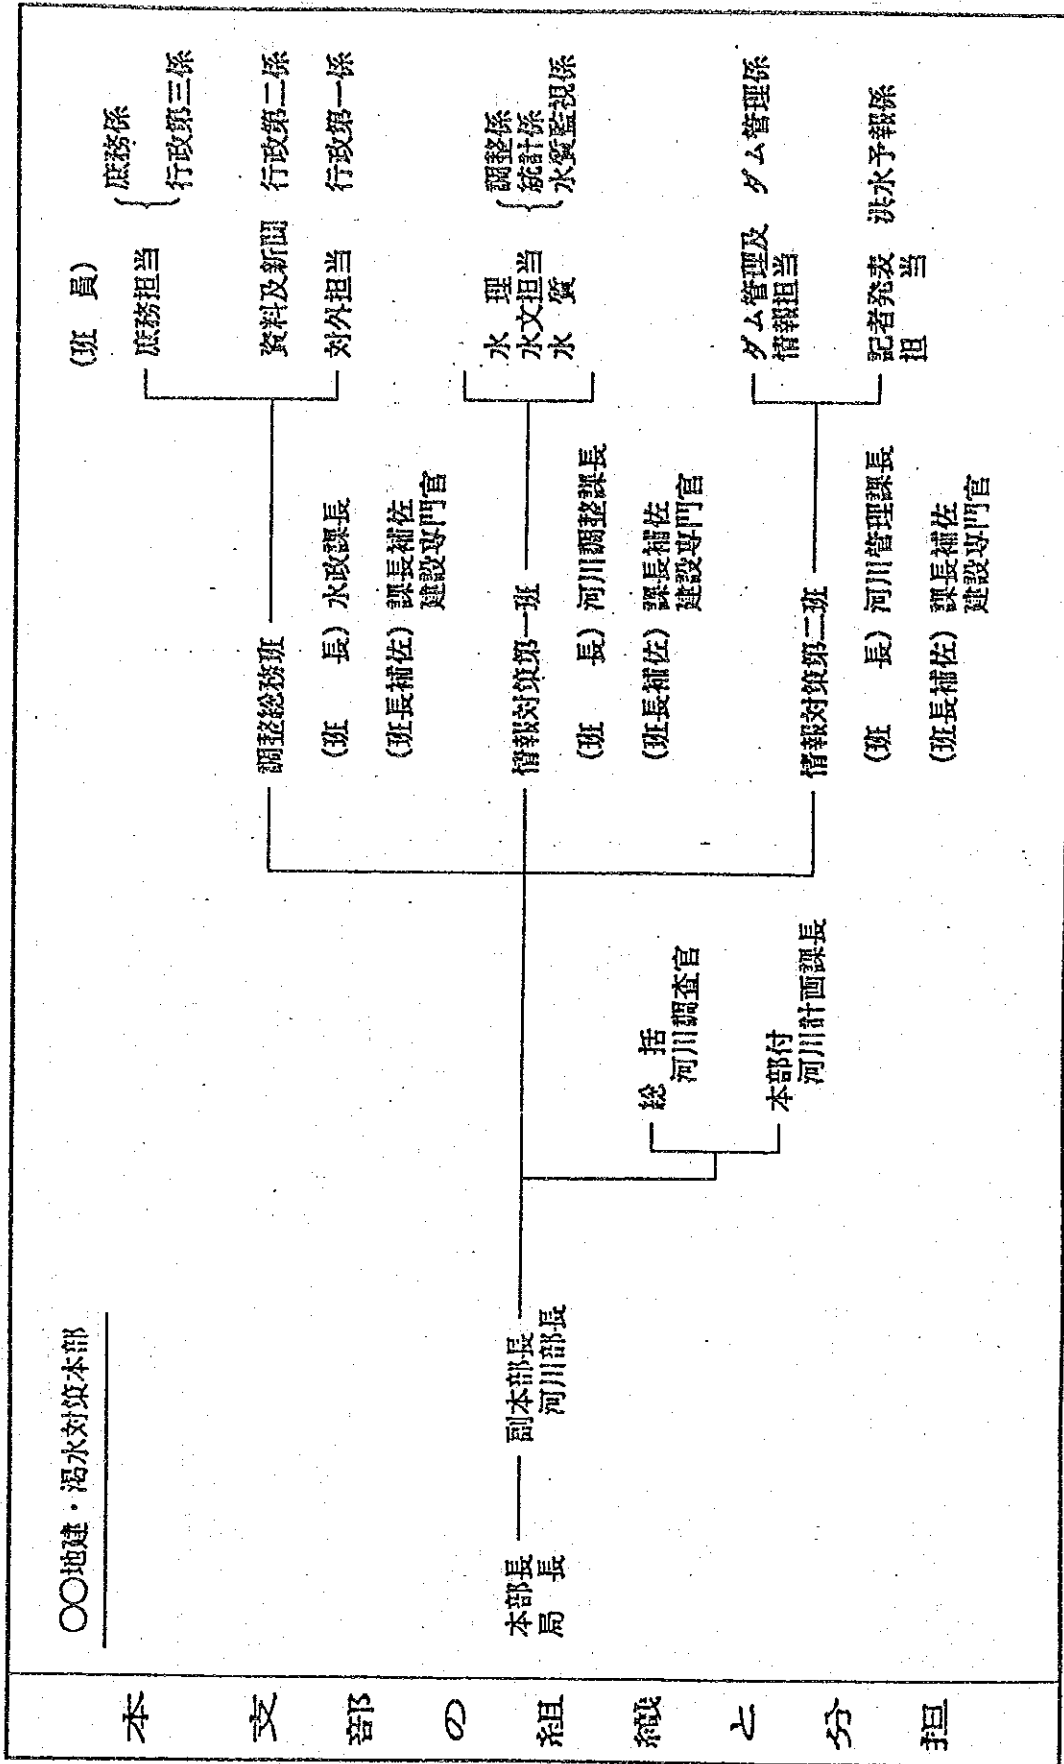 本支部の組織と分担
〇〇地建・渇水対策本部
本部長
局長
副本部長
河川部長
総括
河川調査官
本部付
河川計画課長
調整総務班
(班長) 水政課長
(班長補佐) 課長補佐
建設専門官
情報対策第一班
(班長) 河川調整課長
(班長補佐) 課長補佐
建設専門官
情報対策第二班
(班長) 河川管理課長
(班長補佐) 課長補佐
建設専門官
(班員)
庶務担当
庶務係
行政第三係
資料及新聞 行政第二係
対外担当 行政第一係
水理
水文担当
水質
調整係
統計係
水質監視係
ダム管理及 ダム管理係
情報担当
記者発表 洪水予報係
担当